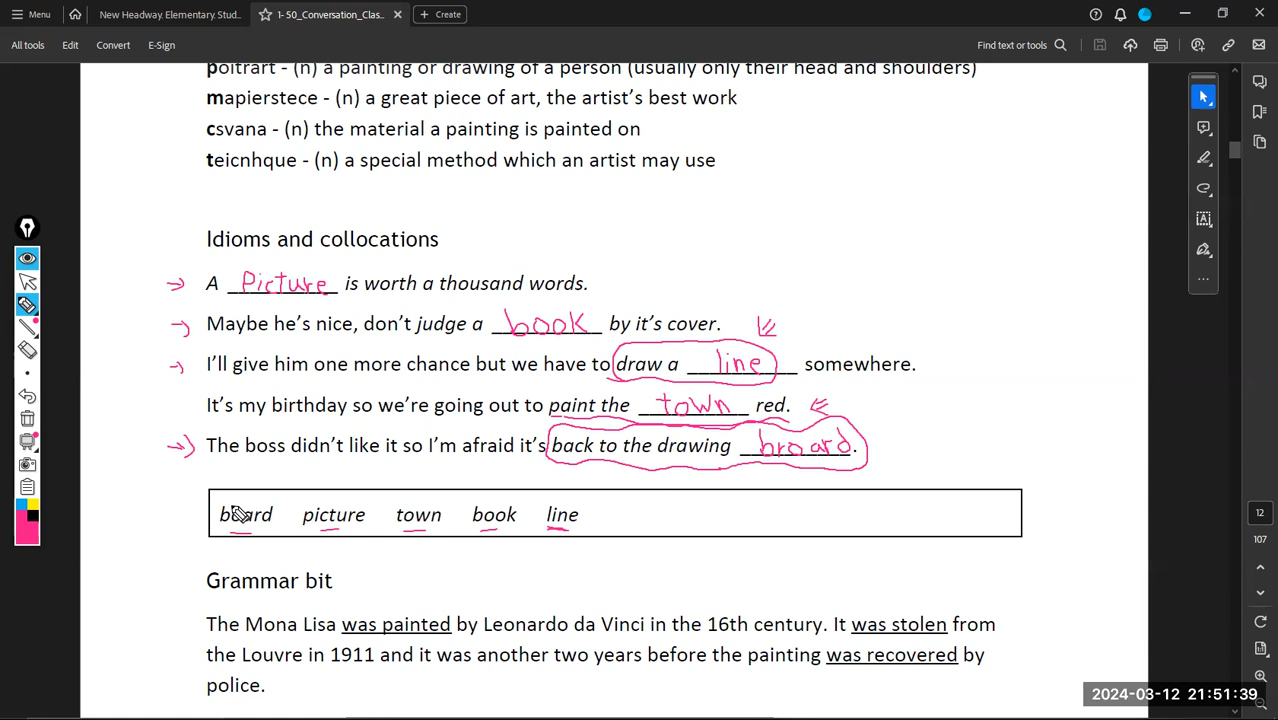 Menu New Headway. Elementary. Stud... 1- 50_Conversation_Clas... Create
All tools Edit Convert E-Sign Find text or tools
poitrart - (n) a painting or drawing of a person (usually only their head and shoulders)
mapierstece - (n) a great piece of art, the artist's best work
csvana - (n) the material a painting is painted on
teicnhque - (n) a special method which an artist may use
Idioms and collocations
A Picture is worth a thousand words.
Maybe he's nice, don't judge a book by it's cover.
I'll give him one more chance but we have to draw a line somewhere.
It's my birthday so we're going out to paint the town red.
The boss didn't like it so I'm afraid it's back to the drawing broard.
board picture town book line
12
107
Grammar bit
The Mona Lisa was painted by Leonardo da Vinci in the 16th century. It was stolen from
the Louvre in 1911 and it was another two years before the painting was recovered by
police.
2024-03-12 21:51:39